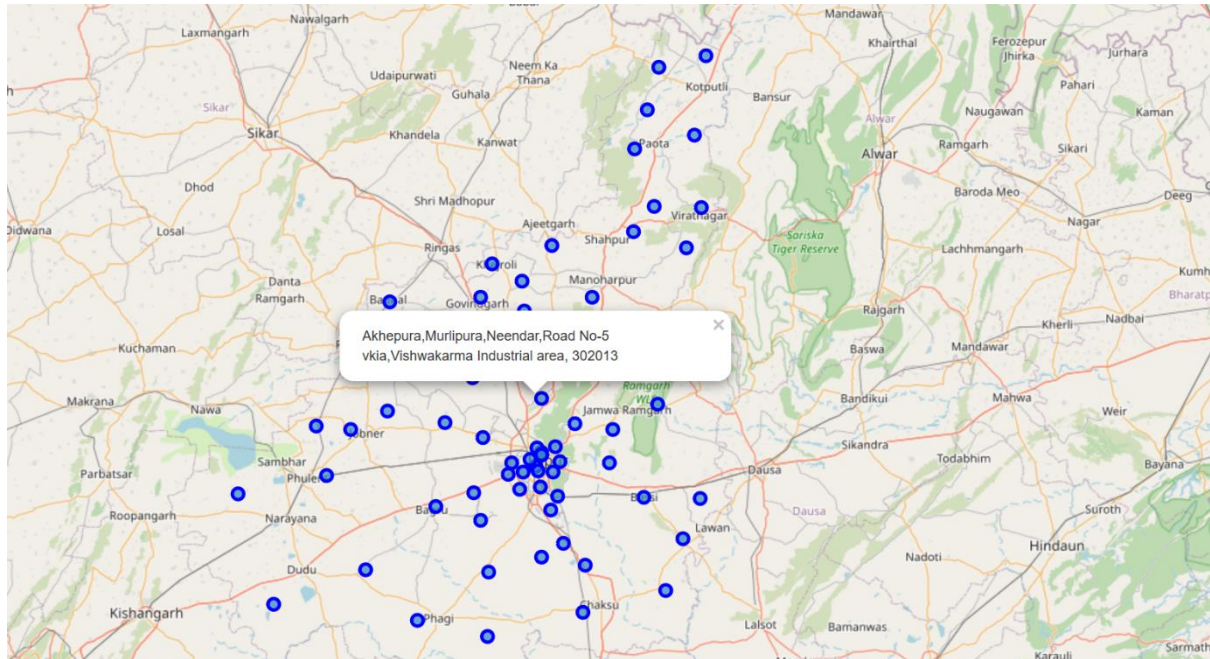 Nawalgarh
Mandawar
Laxmangarh
Khairthal
Ferozepur
Jhirka
Jurhara
Neem Ka
Thana
Udaipurwati
Kotputli
Pahari
Guhala
Bansur
Naugawan
Kaman
Sikar
Alwar
Sikar
Khandela
Kanwat
Paota
Alwar
Ramgarh
Sikari
Dhod
Baroda Meo
Deeg
Shri Madhopur
Didwana
Losal
Ajeetgarh
Viratnagar
Nagar
Ringas
Shahpur
Sariska
Tiger Reserve
Lachhmangarh
Danta
Ramgarh
Manoharpur
Kumh
Govindgarh
Bharatp
Rajgarh
Nadbai
Kherli
Akhepura,Murlipura,Neendar,Road No-5
vkia,Vishwakarma Industrial area, 302013
×
Kuchaman
Baswa
Mandawar
Makrana
Nawa
Ramgarh
Jamwa Ramgarh
Bandikui
Mahwa
Weir
Jobner
Sikandra
Parbatsar
Sambhar
Dausa
Todabhim
Bayana
Roopangarh
Narayana
Dausa
Suroth
Lawan
Hindaun
Dudu
Nadoti
Kishangarh
Phagi
Chaksu
Lalsot
Bamanwas
Sarmath
Karauli